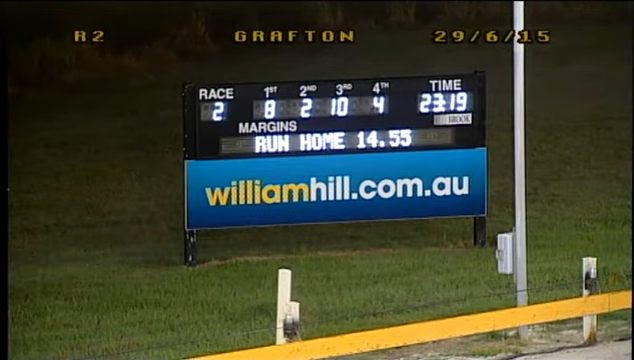 R2 GRAFTON 29/6/15
RACE 1ST 2ND 3RD 4TH TIME
2 8 2 10 4 23.19
MARGINS BROOK
RUN HOME 14.55
williamhill.com.au